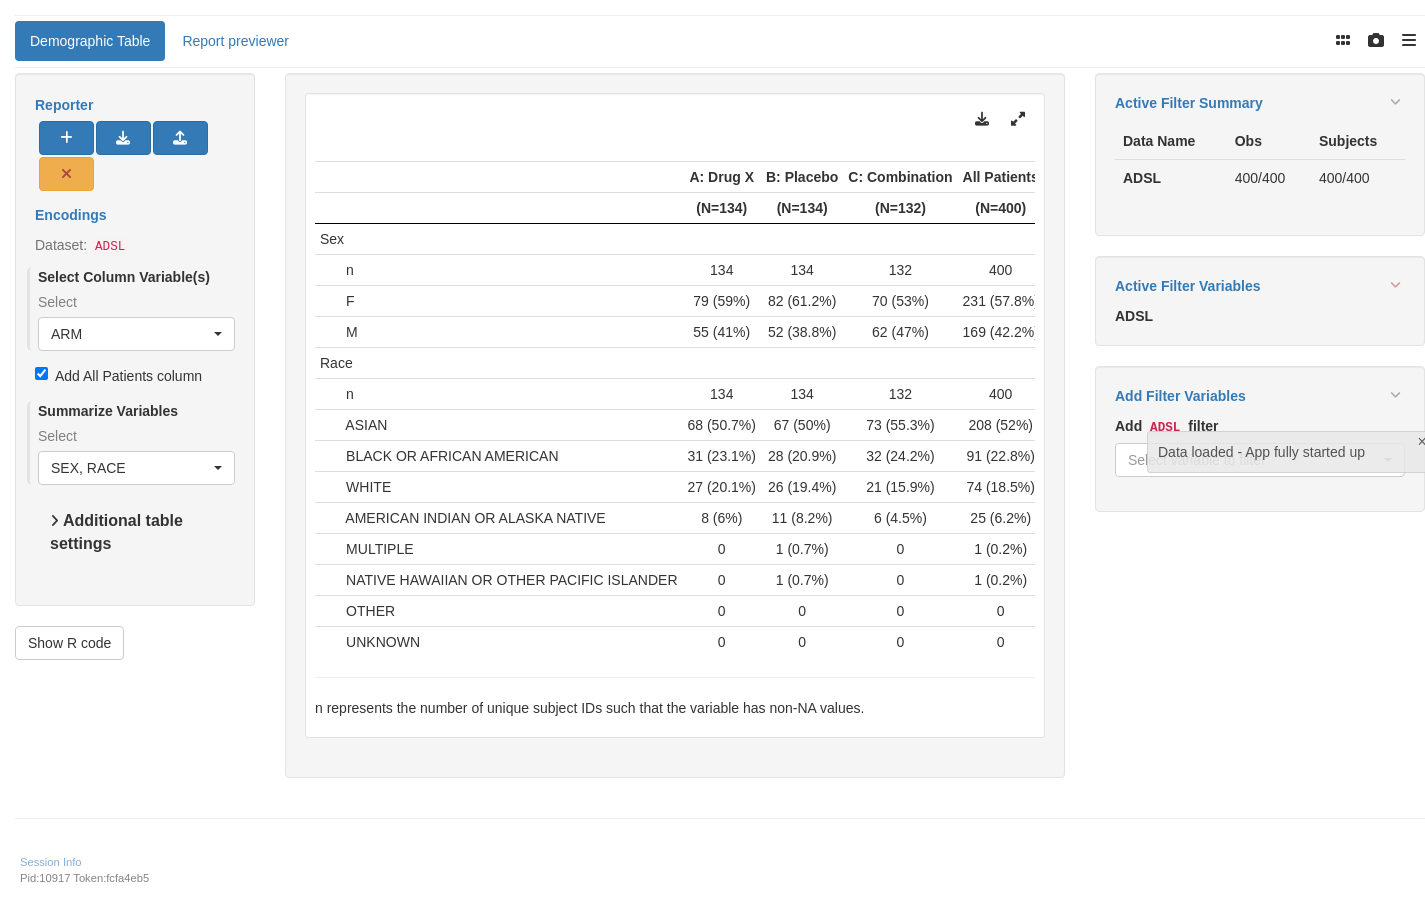 Demographic Table Report previewer
Reporter
Encodings
Dataset: ADSL
Select Column Variable(s)
Select
ARM
Add All Patients column
Summarize Variables
Select
SEX, RACE
Additional table
settings
Show R code
A: Drug X B: Placebo C: Combination All Patients
(N=134) (N=134) (N=132) (N=400)
Sex
n 134 134 132 400
F 79 (59%) 82 (61.2%) 70 (53%) 231 (57.8%
M 55 (41%) 52 (38.8%) 62 (47%) 169 (42.2%
Race
n 134 134 132 400
ASIAN 68 (50.7%) 67 (50%) 73 (55.3%) 208 (52%)
BLACK OR AFRICAN AMERICAN 31 (23.1%) 28 (20.9%) 32 (24.2%) 91 (22.8%)
WHITE 27 (20.1%) 26 (19.4%) 21 (15.9%) 74 (18.5%)
AMERICAN INDIAN OR ALASKA NATIVE 8 (6%) 11 (8.2%) 6 (4.5%) 25 (6.2%)
MULTIPLE 0 1 (0.7%) 0 1 (0.2%)
NATIVE HAWAIIAN OR OTHER PACIFIC ISLANDER 0 1 (0.7%) 0 1 (0.2%)
OTHER 0 0 0 0
UNKNOWN 0 0 0 0
n represents the number of unique subject IDs such that the variable has non-NA values.
Active Filter Summary
Data Name Obs Subjects
ADSL 400/400 400/400
Active Filter Variables
ADSL
Add Filter Variables
Add ADSL filter
Data loaded - App fully started up ×
Select variable to filter
Session Info
Pid:10917 Token:fcfa4eb5